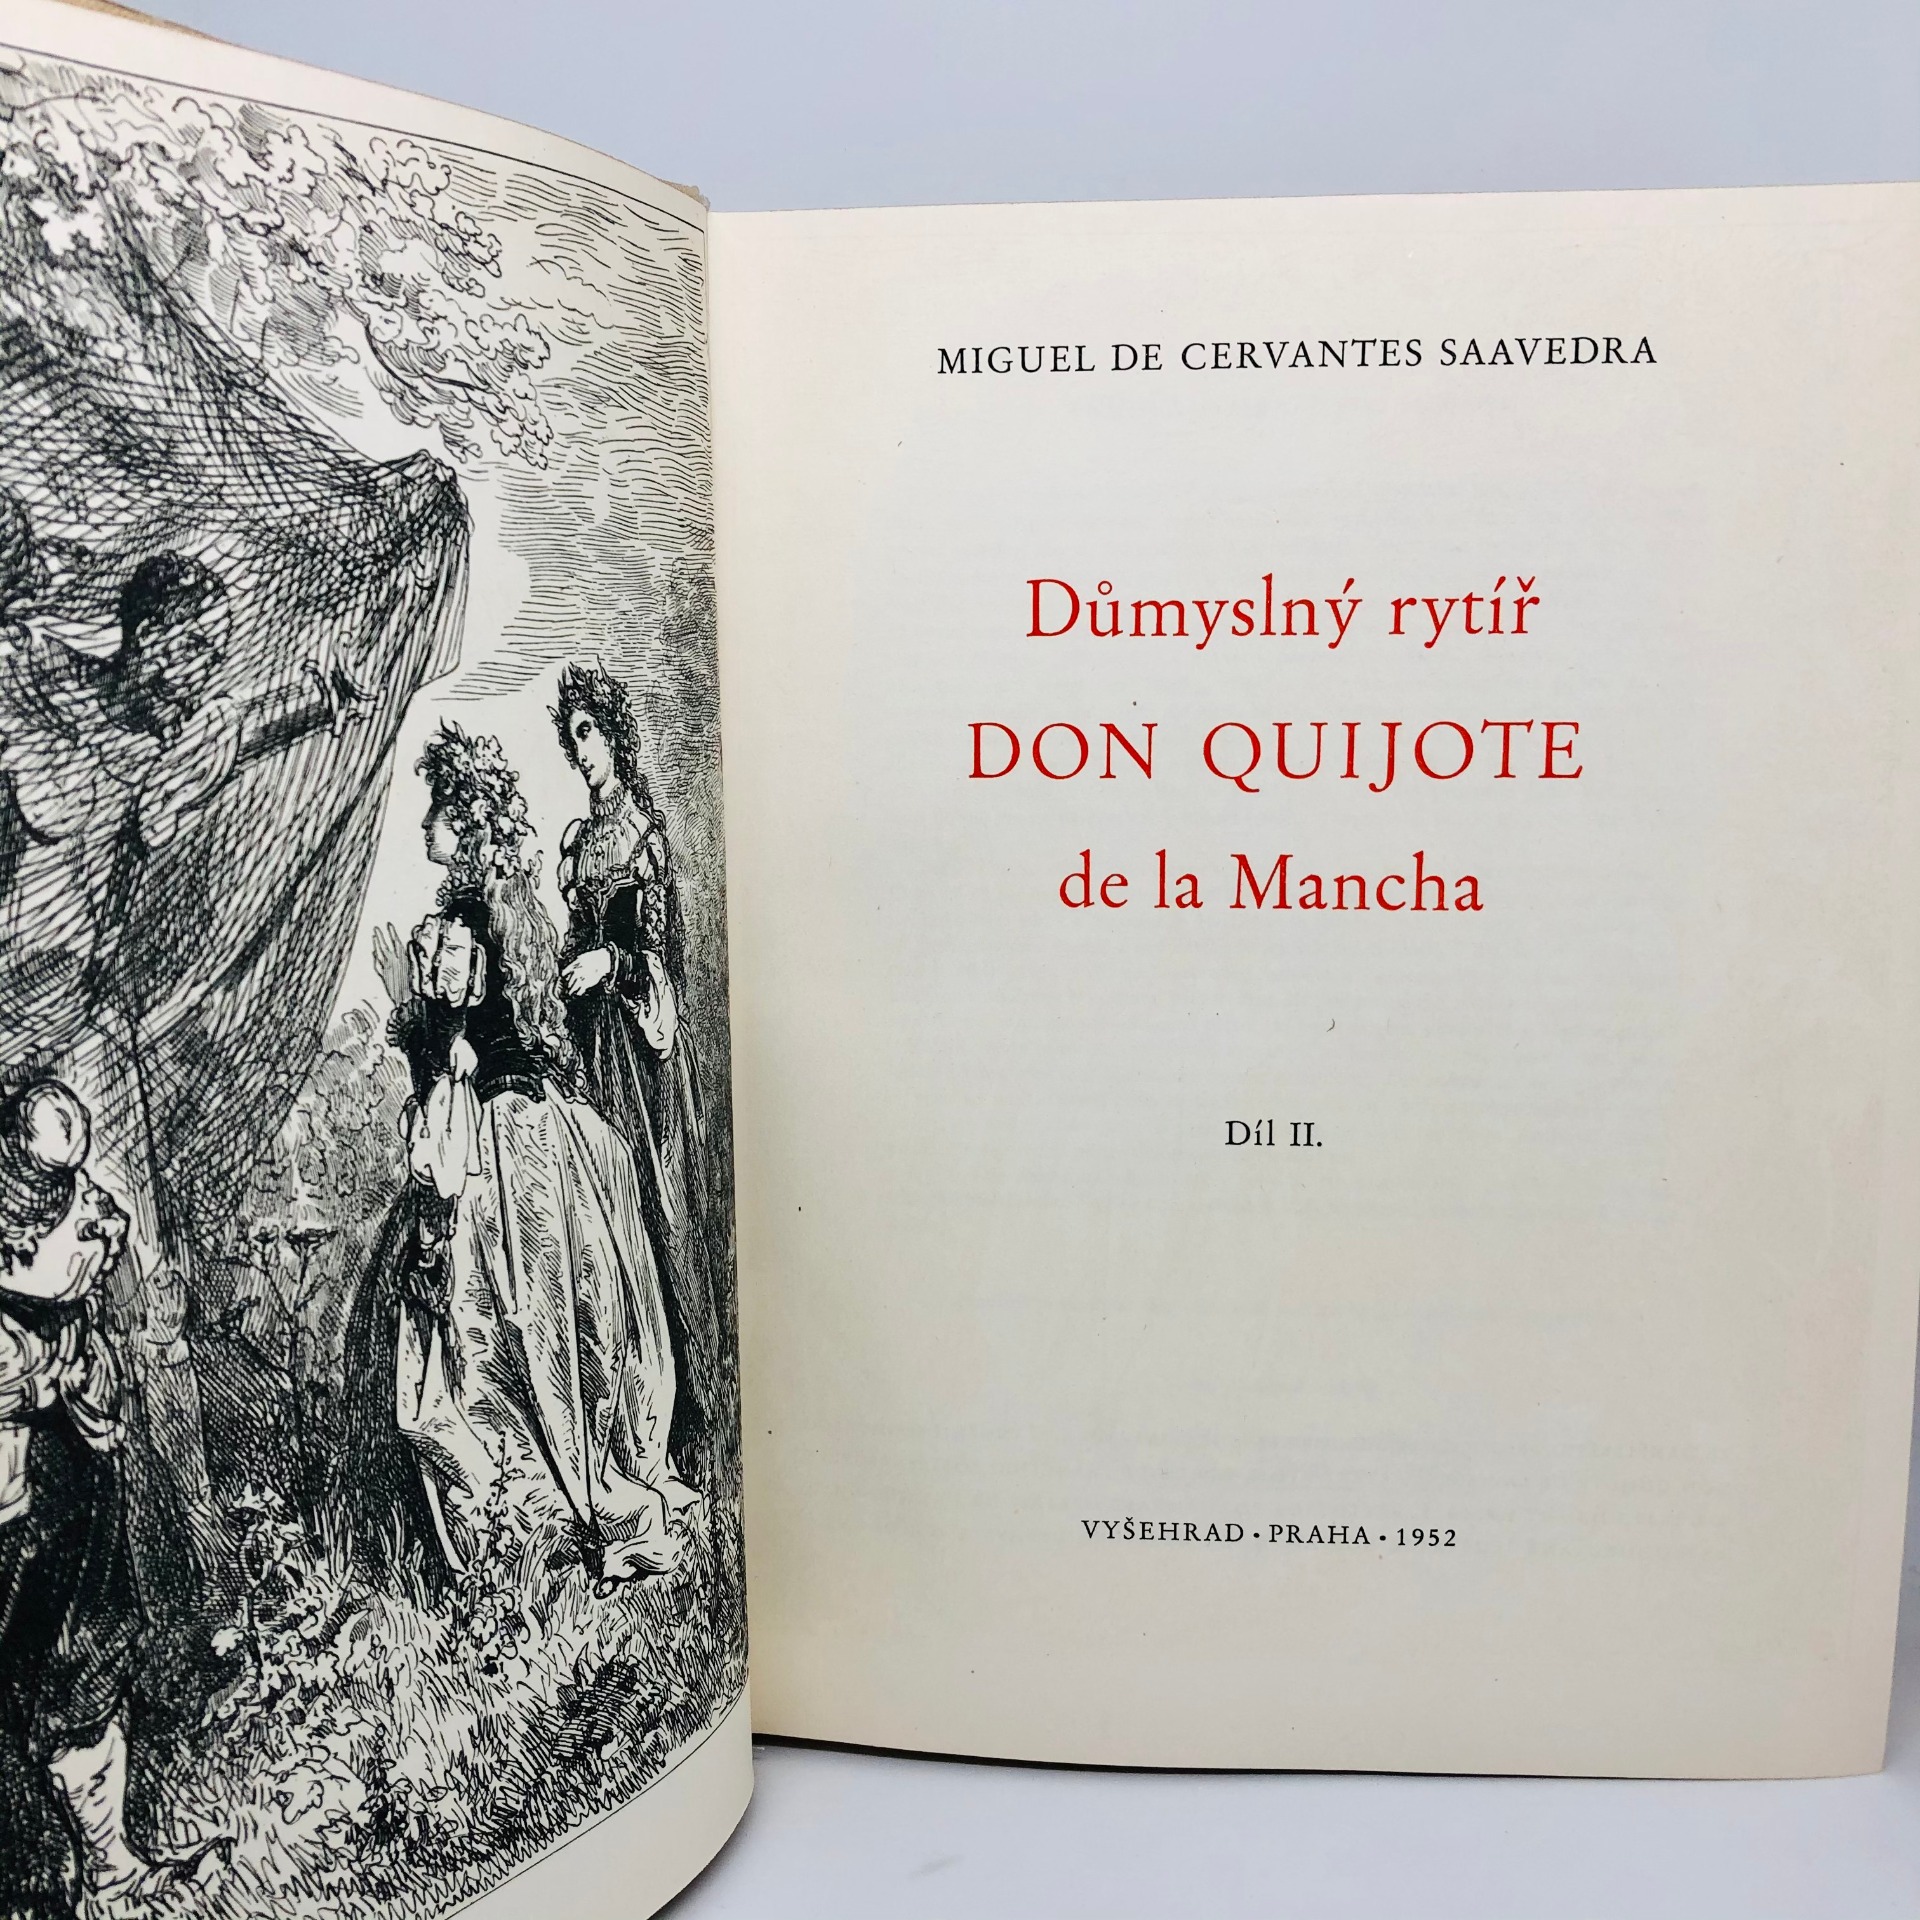 MIGUEL DE CERVANTES SAAVEDRA
Důmyslný rytíř
DON QUIJOTE
de la Mancha
Díl II.
VYŠEHRAD • PRAHA • 1952